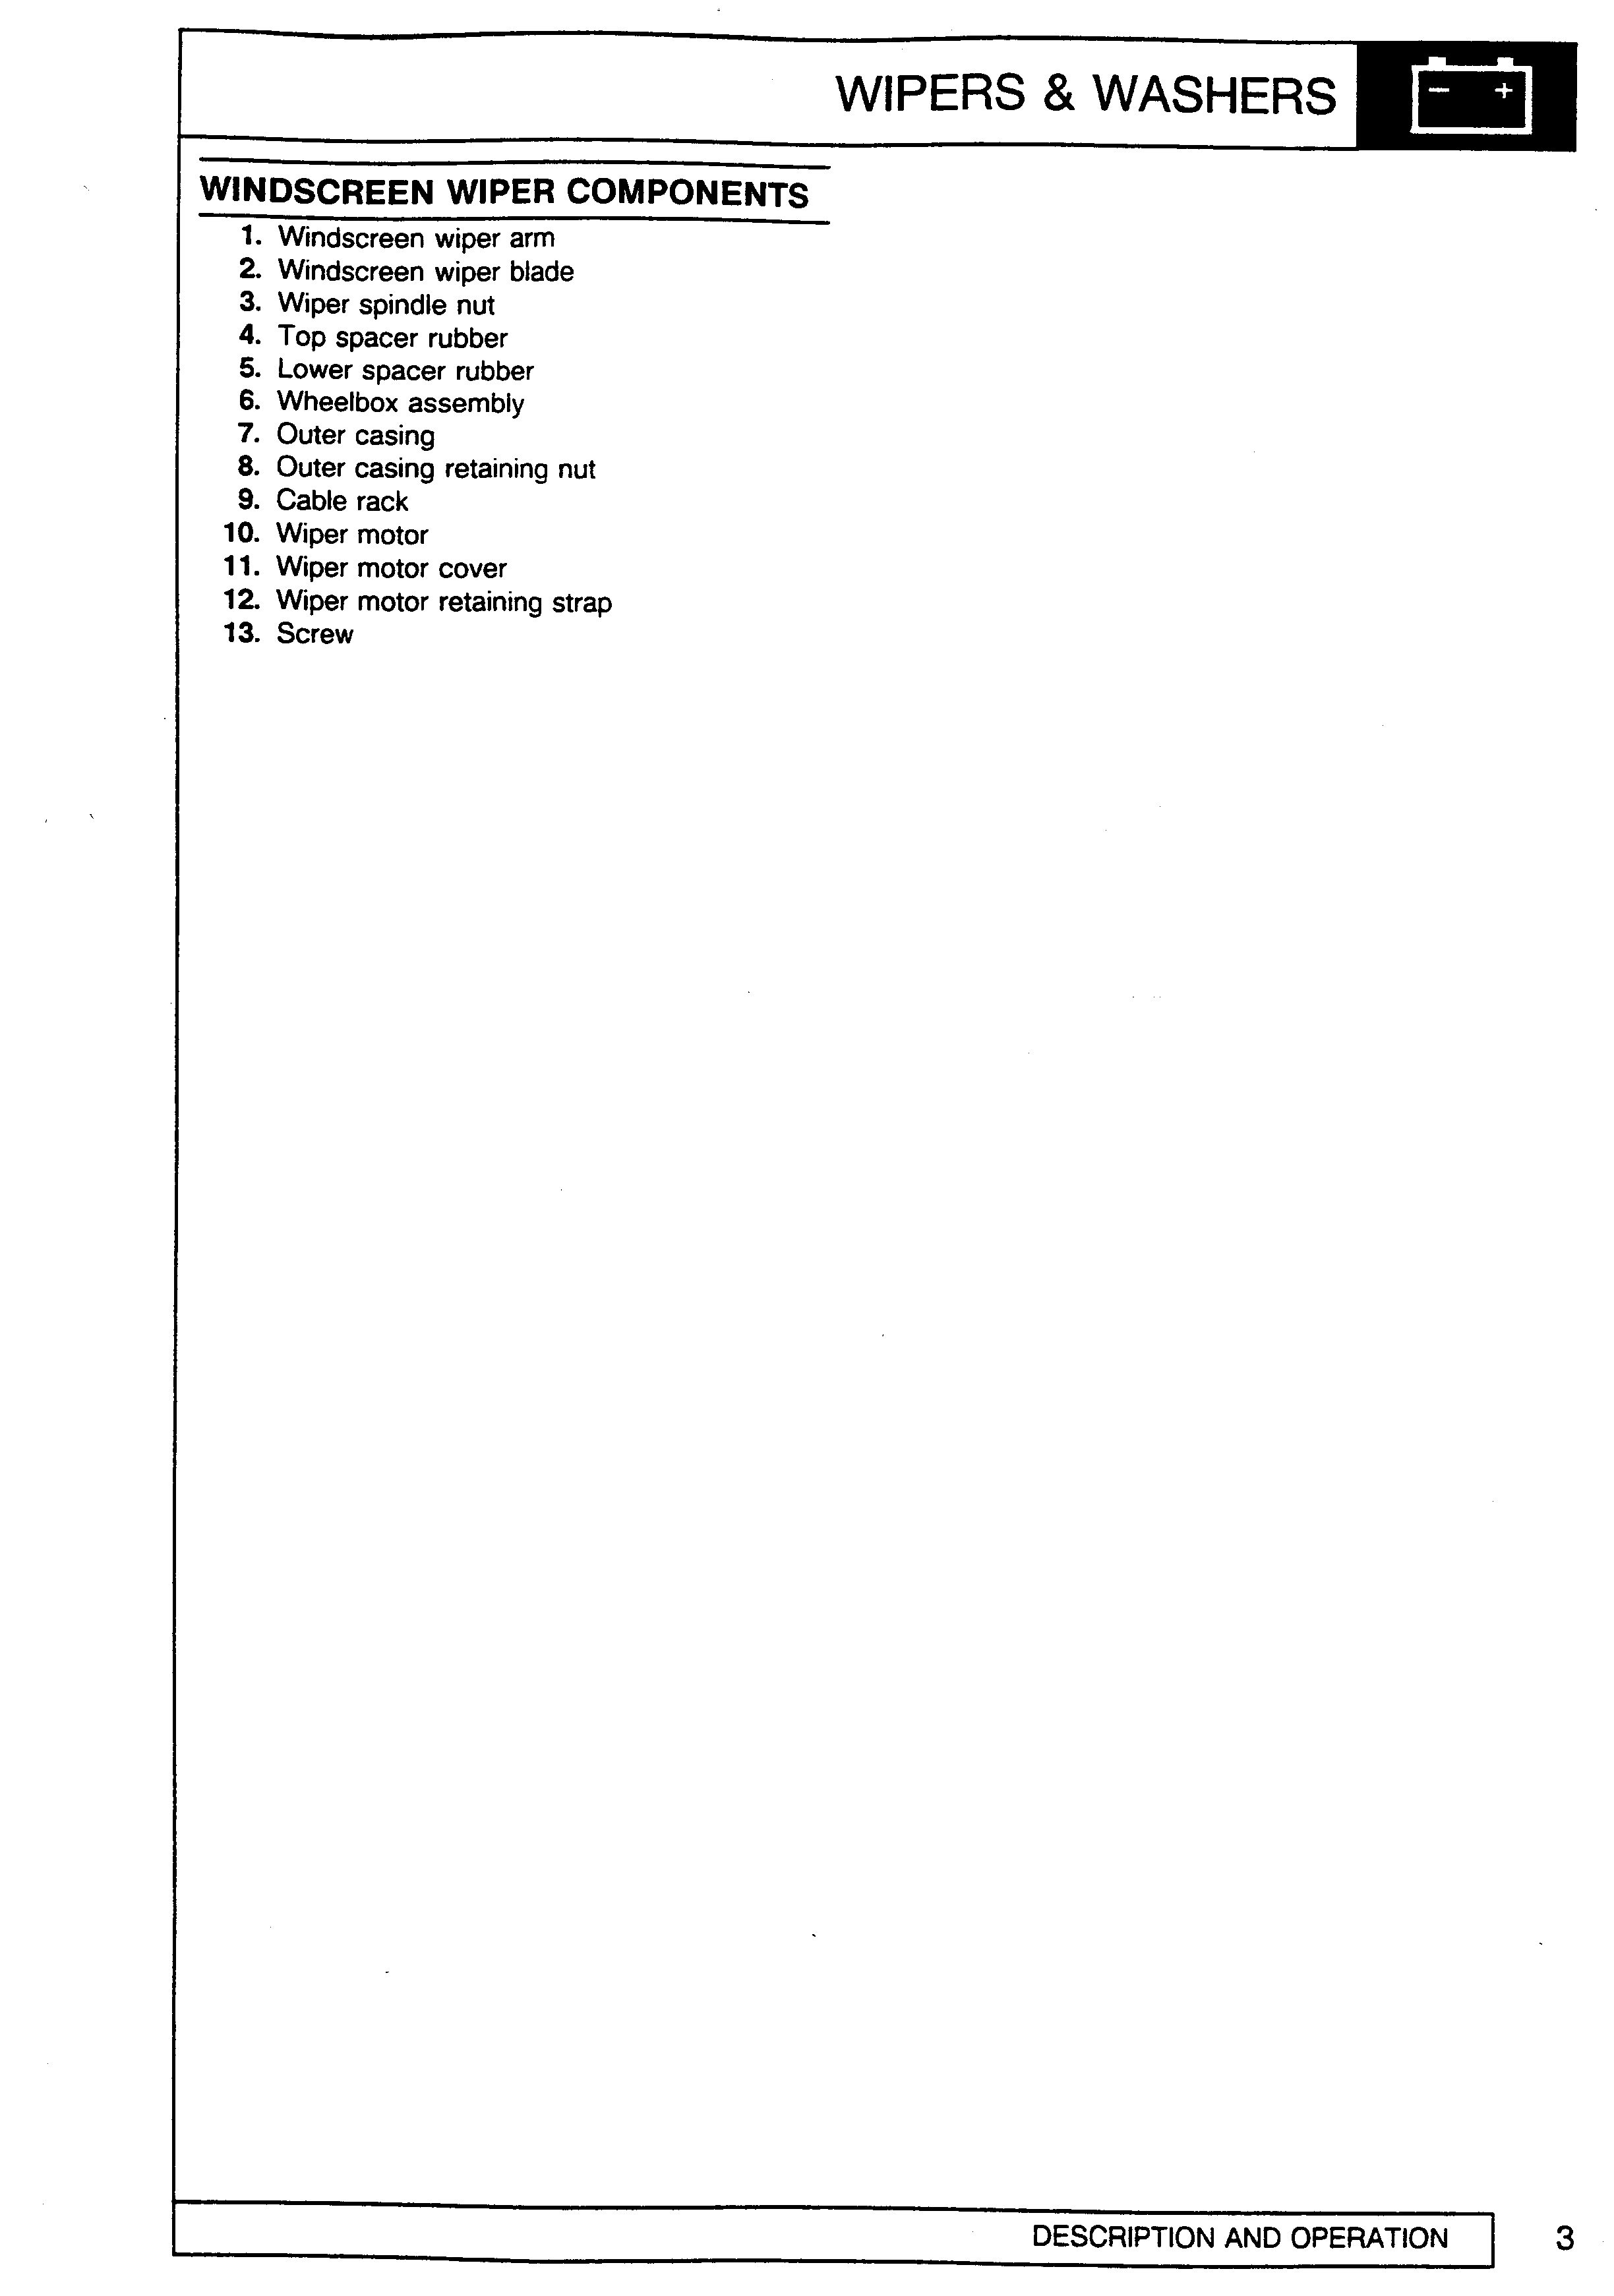 WIPERS & WASHERS
− +
WINDSCREEN WIPER COMPONENTS
1. Windscreen wiper arm
2. Windscreen wiper blade
3. Wiper spindle nut
4. Top spacer rubber
5. Lower spacer rubber
6. Wheelbox assembly
7. Outer casing
8. Outer casing retaining nut
9. Cable rack
10. Wiper motor
11. Wiper motor cover
12. Wiper motor retaining strap
13. Screw
DESCRIPTION AND OPERATION
3